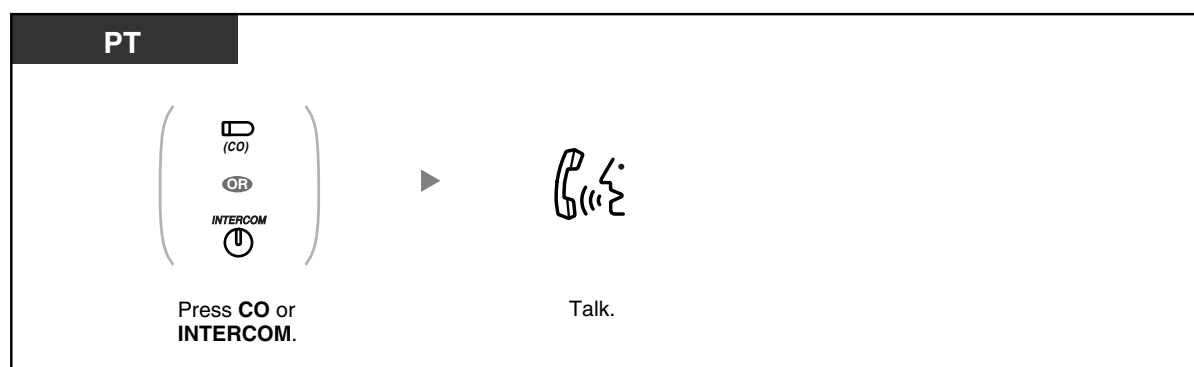 PT
(CO)
OR
INTERCOM
Press CO or
INTERCOM.
Talk.